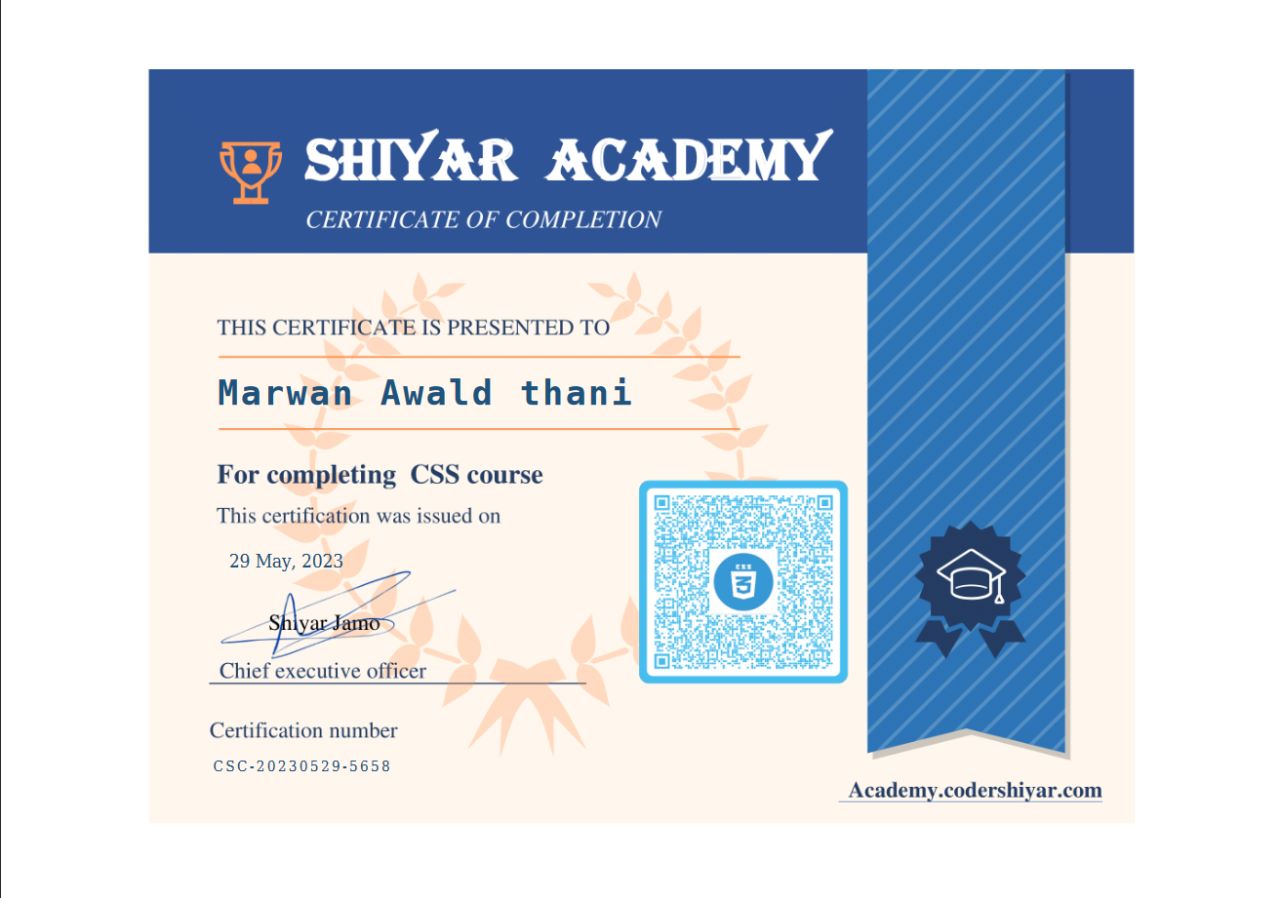 SHIYAR ACADEMY
CERTIFICATE OF COMPLETION
THIS CERTIFICATE IS PRESENTED TO
Marwan Awald thani
For completing CSS course
This certification was issued on
29 May, 2023
Shiyar Jamo
Chief executive officer
Certification number
CSC-20230529-5658
CSS
Academy.codershiyar.com